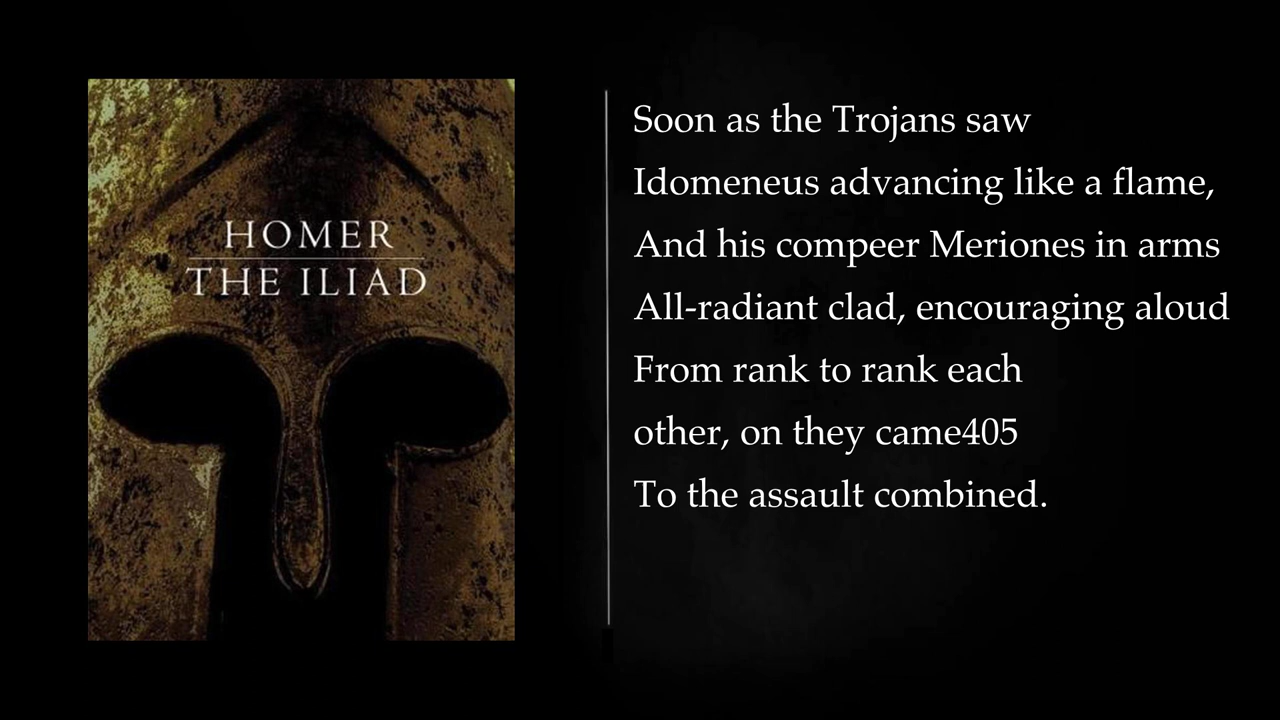 HOMER
THE ILIAD
Soon as the Trojans saw
Idomeneus advancing like a flame,
And his compeer Meriones in arms
All-radiant clad, encouraging aloud
From rank to rank each
other, on they came405
To the assault combined.